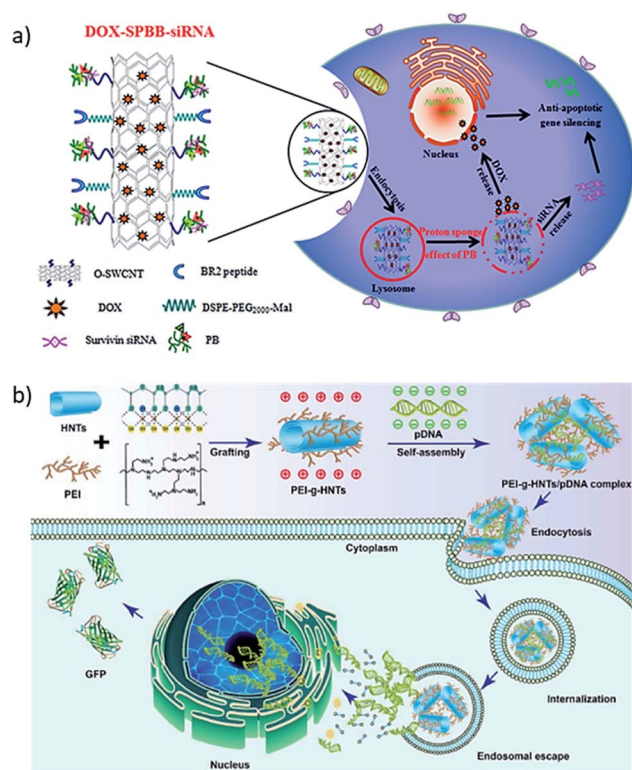 a)
DOX-SPBB-siRNA
Nucleus
Anti-apoptotic
gene silencing
DOX
release
siRNA
release
Endocytosis
Proton sponge
effect of PB
Lysosome
O-SWCNT
BR2 peptide
DOX
DSPE-PEG2000-Mal
Survivin siRNA
PB
b)
HNTs
PEI
Grafting
PEI-g-HNTs
pDNA
Self-assembly
PEI-g-HNTs/pDNA complex
Endocytosis
Cytoplasm
GFP
Internalization
Endosomal escape
Nucleus